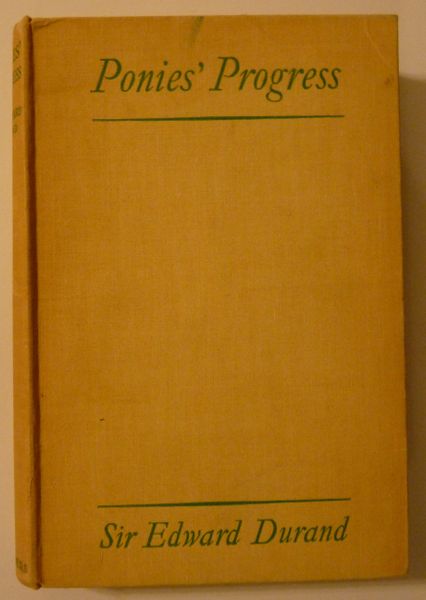 Ponies' Progress
Sir Edward Durand